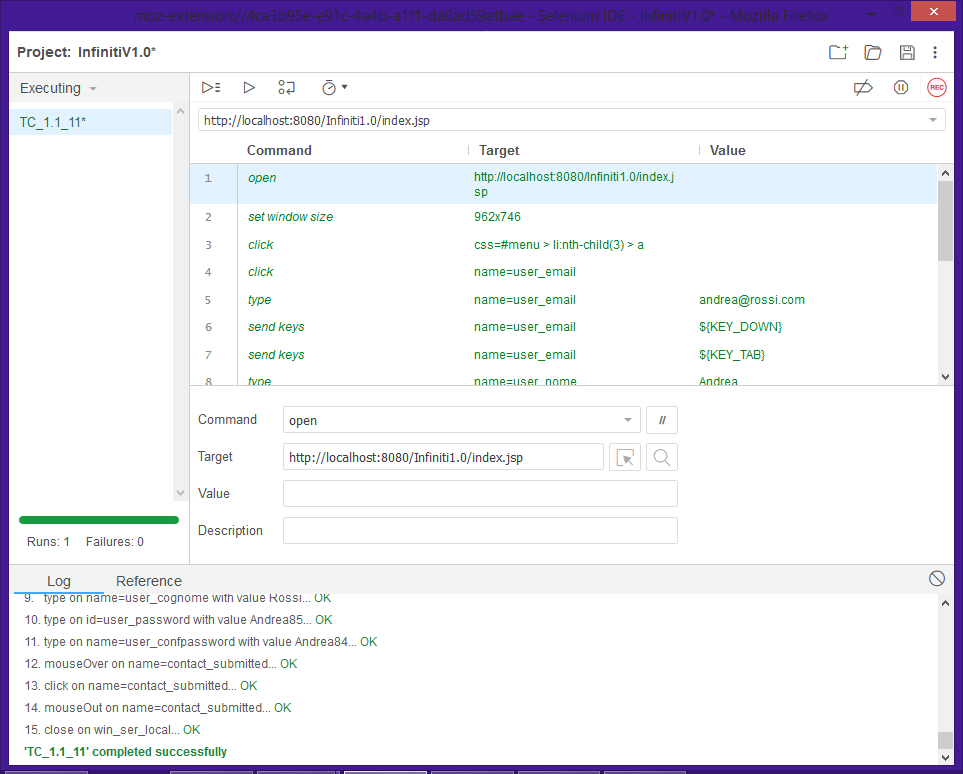 moz-extension://4ca3b95e-e91c-4a4b-a1f1-da0ad59afbae - Selenium IDE - InfinitiV1.0* - Mozilla Firefox
Project: InfinitiV1.0*
Executing
TC_1.1_11*
REC
http://localhost:8080/Infiniti1.0/index.jsp
Command Target Value
1 open http://localhost:8080/Infiniti1.0/index.j
sp
2 set window size 962x746
3 click css=#menu > li:nth-child(3) > a
4 click name=user_email
5 type name=user_email andrea@rossi.com
6 send keys name=user_email ${KEY_DOWN}
7 send keys name=user_email ${KEY_TAB}
8 type name=user_nome Andrea
Command open //
Target http://localhost:8080/Infiniti1.0/index.jsp
Value
Description
Runs: 1 Failures: 0
Log Reference
9. type on name=user_cognome with value Rossi... OK
10. type on id=user_password with value Andrea85... OK
11. type on name=user_confpassword with value Andrea84... OK
12. mouseOver on name=contact_submitted... OK
13. click on name=contact_submitted... OK
14. mouseOut on name=contact_submitted... OK
15. close on win_ser_local... OK
'TC_1.1_11' completed successfully